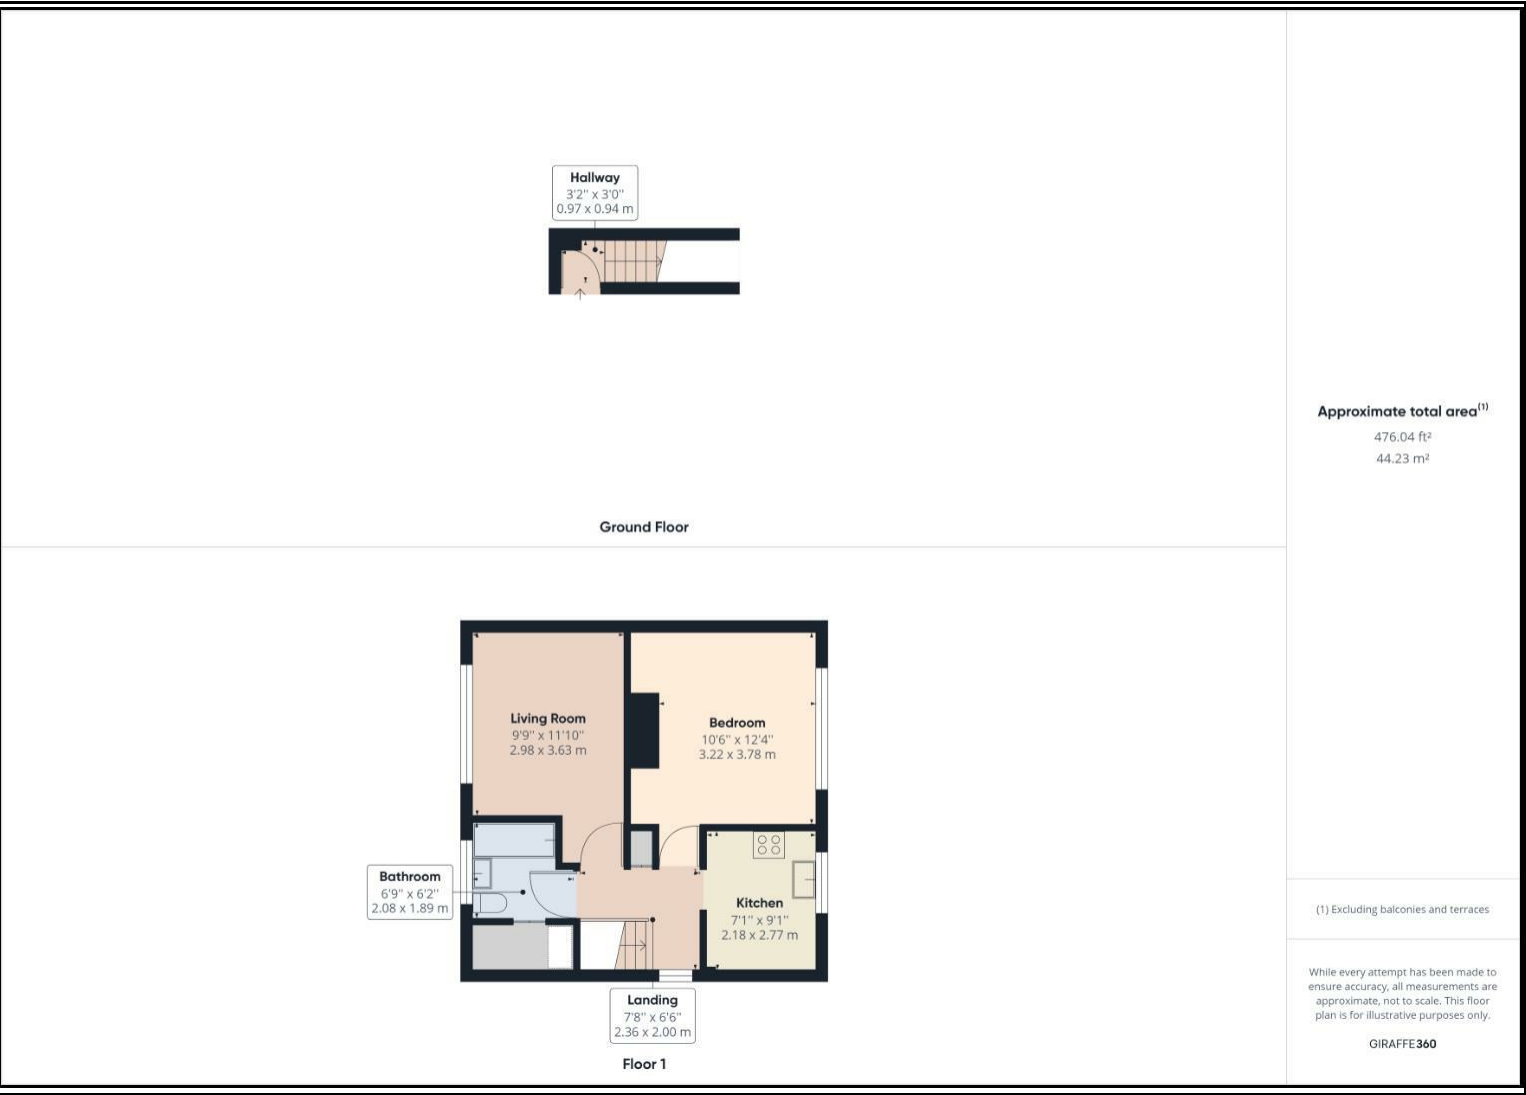 Hallway
3'2" x 3'0"
0.97 x 0.94 m
Ground Floor
Living Room
9'9" x 11'10"
2.98 x 3.63 m
Bedroom
10'6" x 12'4"
3.22 x 3.78 m
Bathroom
6'9" x 6'2"
2.08 x 1.89 m
Kitchen
7'1" x 9'1"
2.18 x 2.77 m
Landing
7'8" x 6'6"
2.36 x 2.00 m
Floor 1
Approximate total area(1)
476.04 ft²
44.23 m²
(1) Excluding balconies and terraces
While every attempt has been made to
ensure accuracy, all measurements are
approximate, not to scale. This floor
plan is for illustrative purposes only.
GIRAFFE360